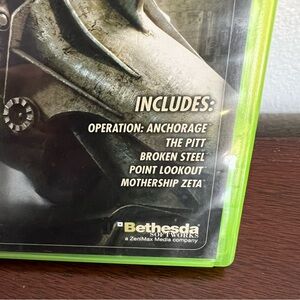 INCLUDES:
OPERATION: ANCHORAGE
THE PITT
BROKEN STEEL
POINT LOOKOUT
MOTHERSHIP ZETA
Bethesda
SOFTWORKS
a ZeniMax Media company